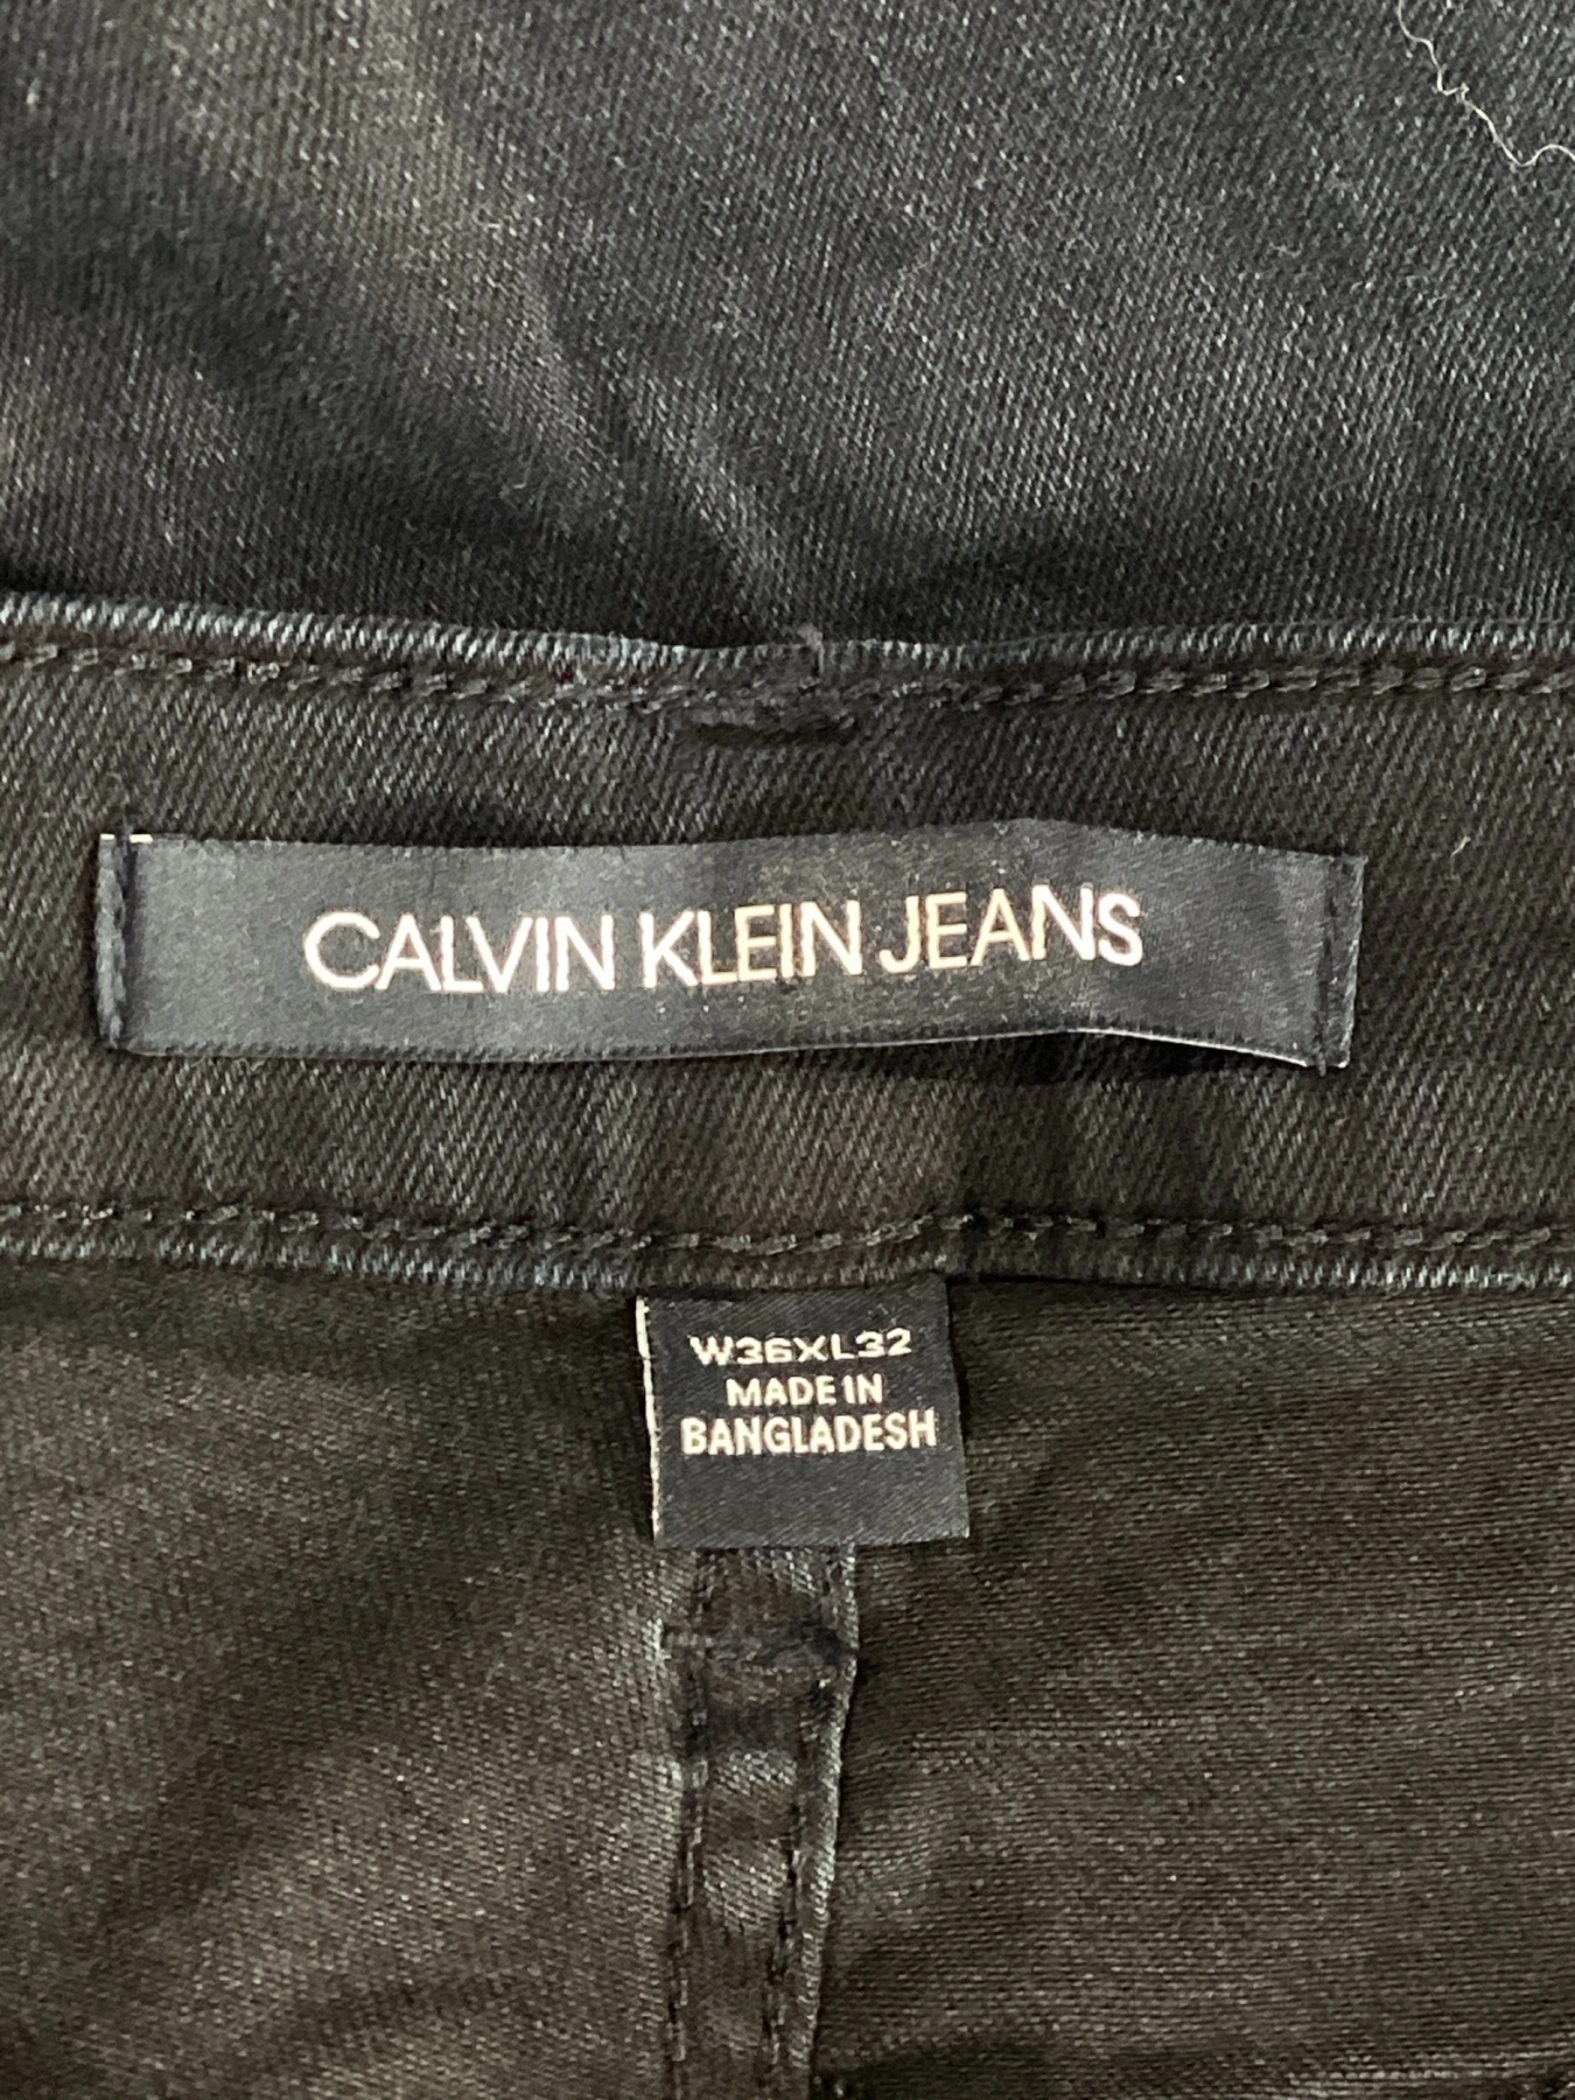 CALVIN KLEIN JEANS
W36XL32
MADE IN
BANGLADESH